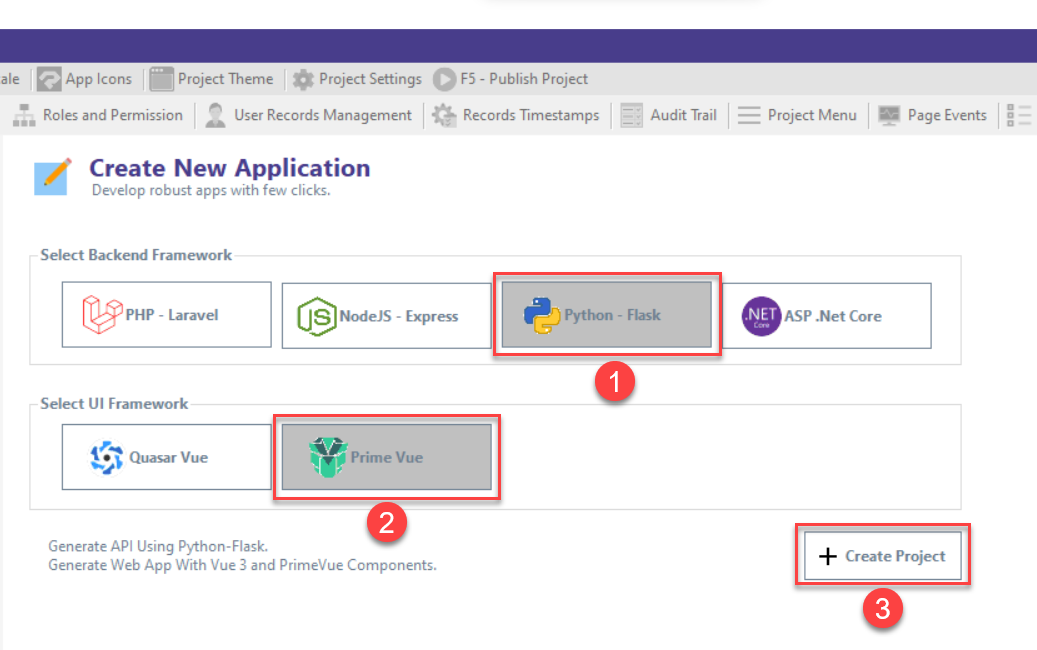 ale App Icons Project Theme Project Settings F5 - Publish Project
Roles and Permission User Records Management Records Timestamps Audit Trail Project Menu Page Events
Create New Application
Develop robust apps with few clicks.
Select Backend Framework
PHP - Laravel JS NodeJS - Express Python - Flask .NET Core ASP .Net Core
1
Select UI Framework
Quasar Vue Prime Vue
2
Generate API Using Python-Flask.
Generate Web App With Vue 3 and PrimeVue Components.
Create Project
3